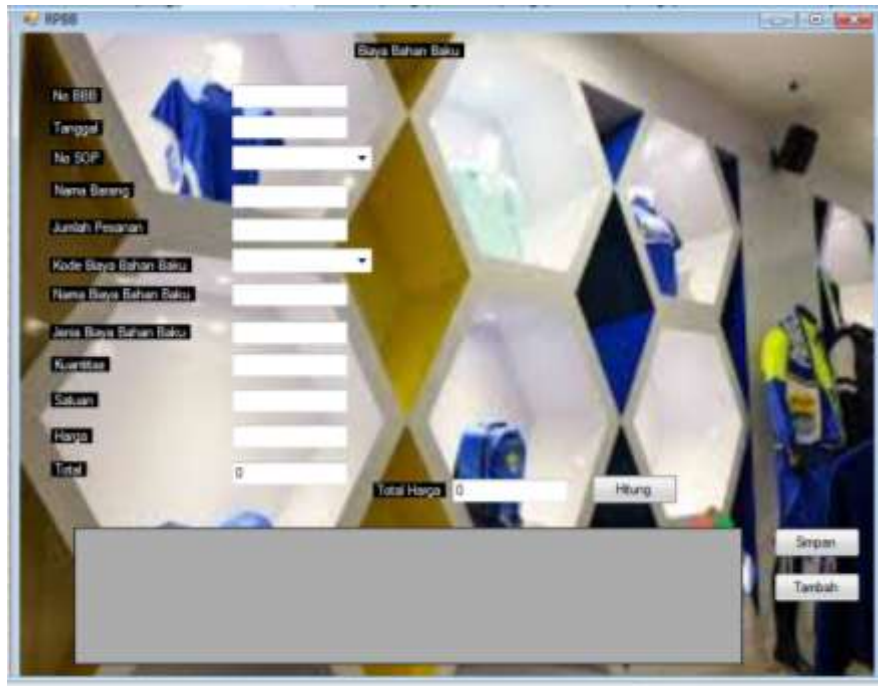 RPBB
Biaya Bahan Baku
No BBB
Tanggal
No SOP
Nama Barang
Jumlah Pesanan
Kode Biaya Bahan Baku
Nama Biaya Bahan Baku
Jenis Biaya Bahan Baku
Kuantitas
Satuan
Harga
Total 0
Total Harga 0 Hitung
Simpan
Tambah